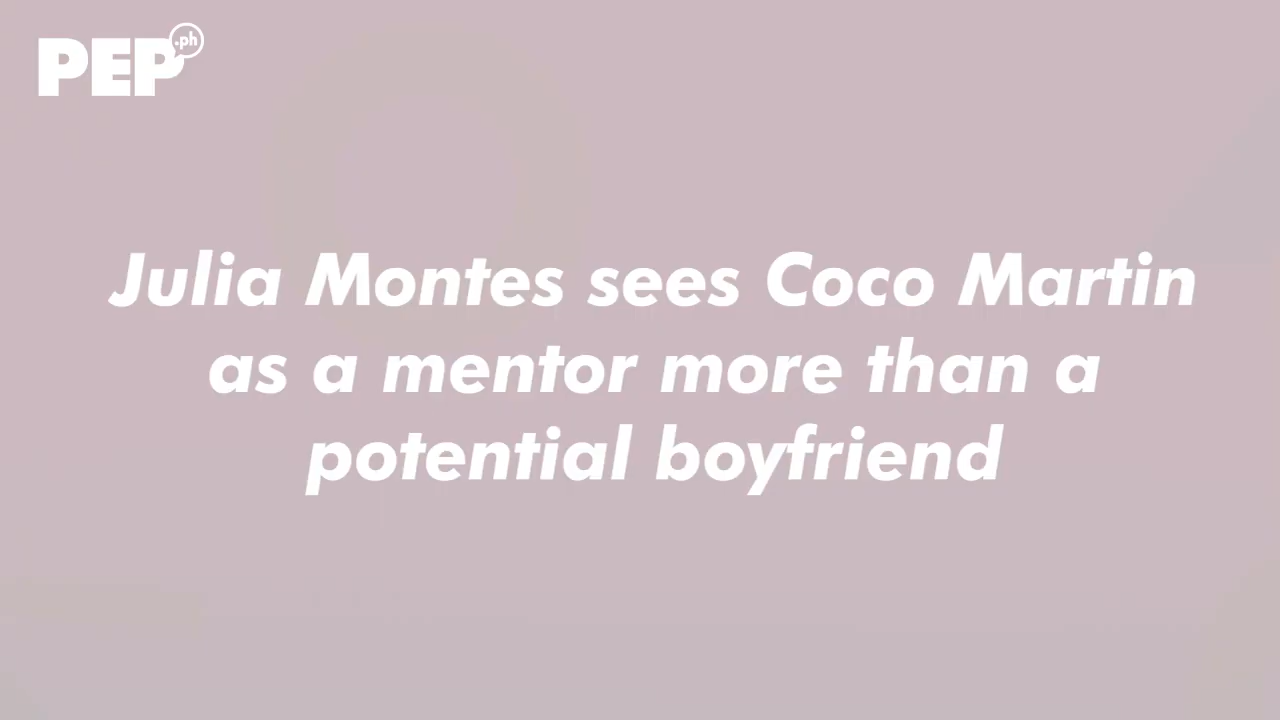 PEP.ph
Julia Montes sees Coco Martin
as a mentor more than a
potential boyfriend